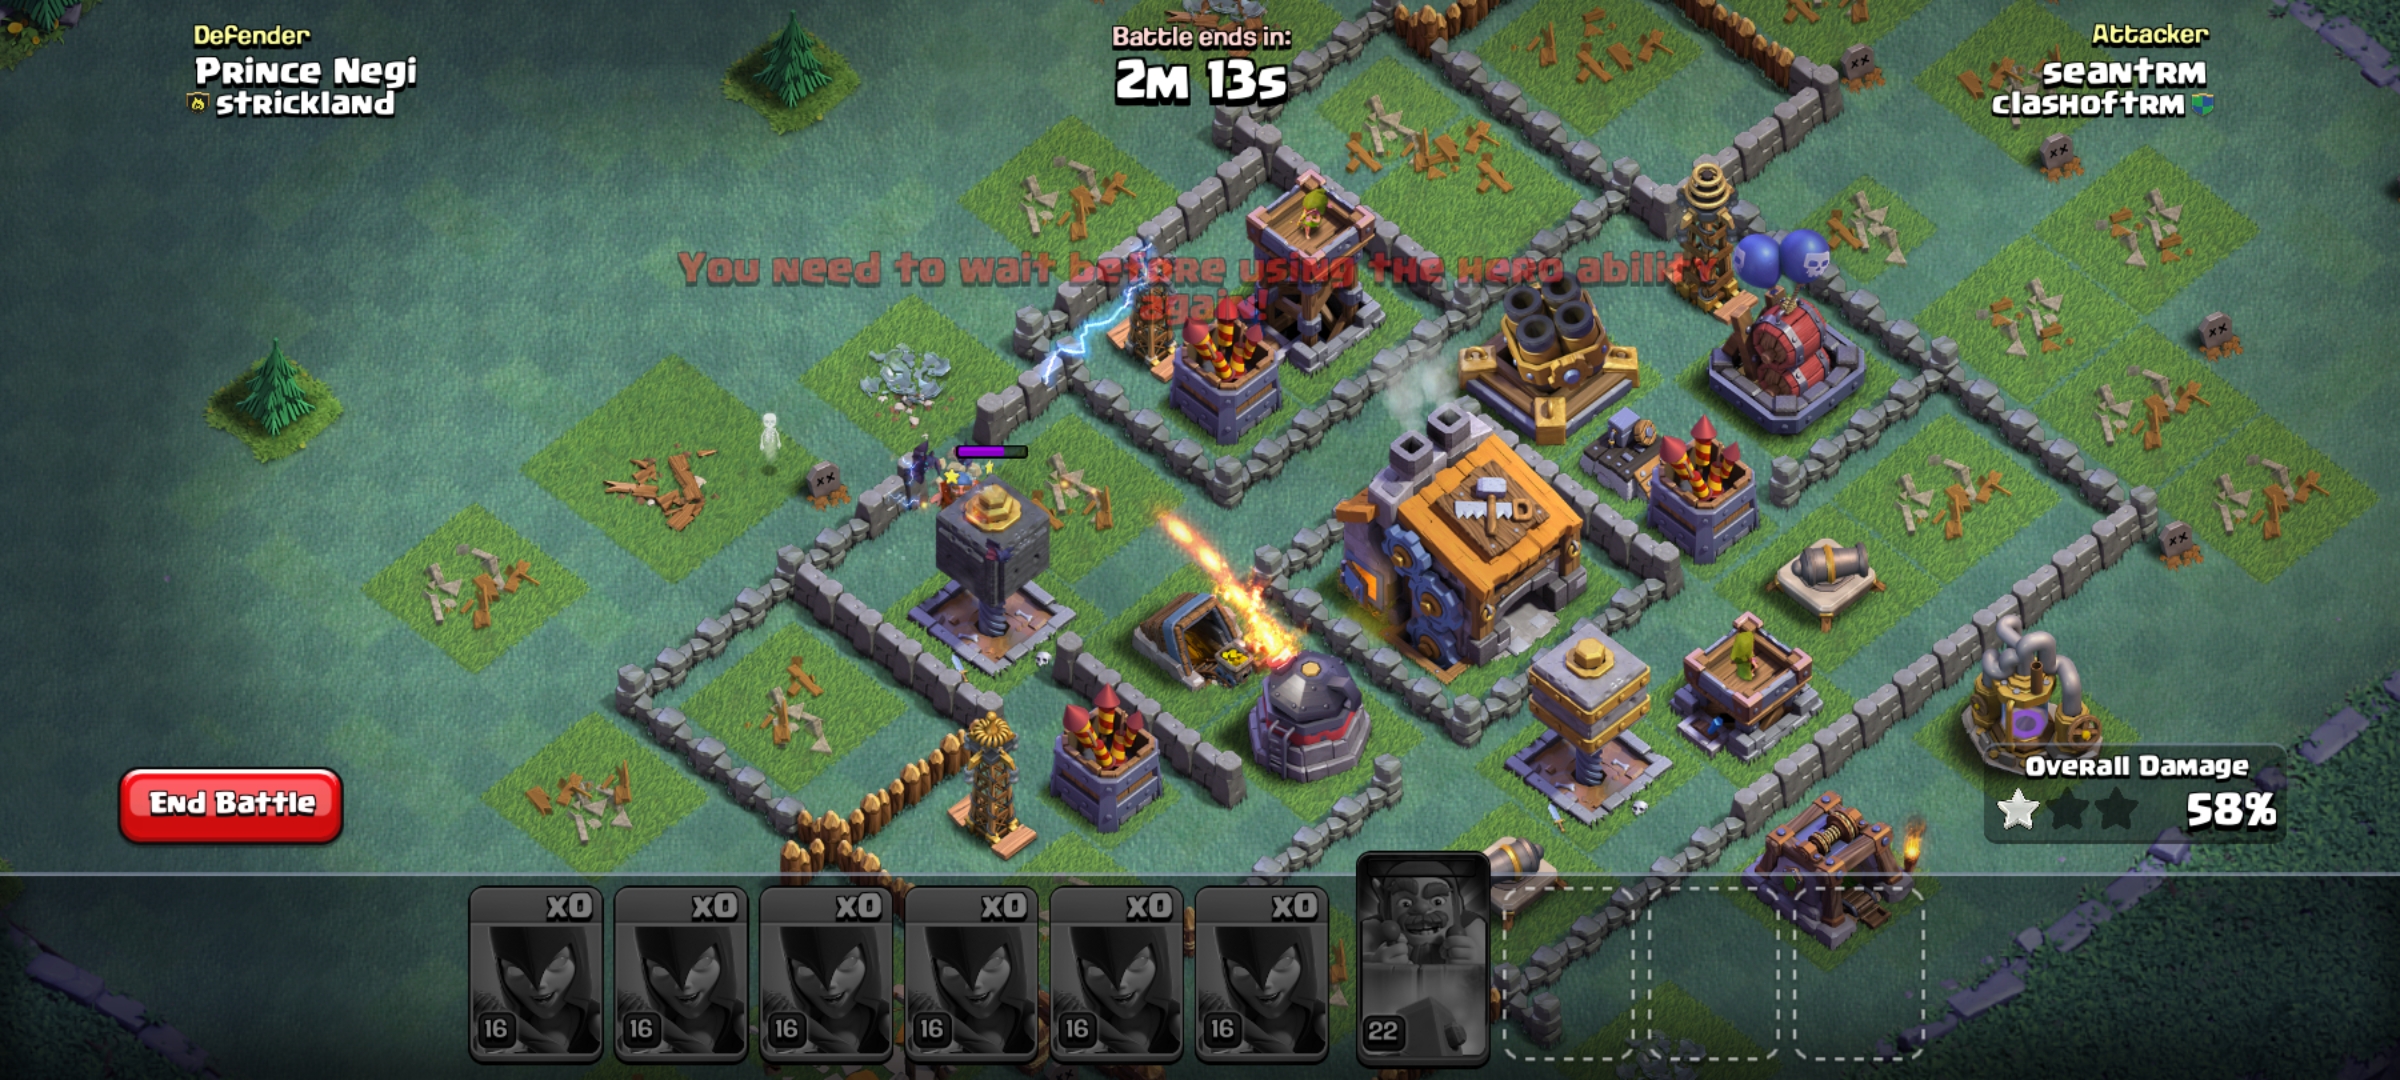 Defender
Prince Negi
strickland
Battle ends in:
2M 13s
Attacker
seantrm
clashoftrm
You need to wait before using the Hero ability
again!
End Battle
Overall Damage
58%
x0
x0
x0
x0
x0
x0
16
16
16
16
16
16
22